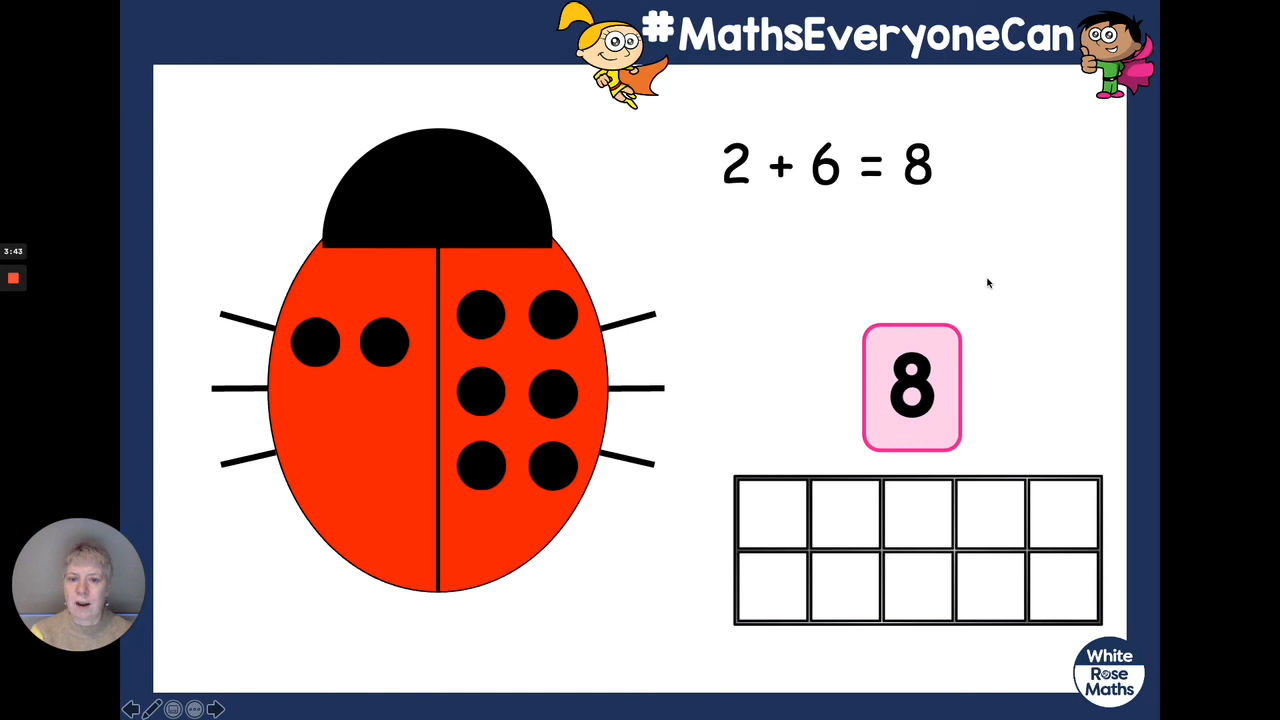 #MathsEveryoneCan
2 + 6 = 8
3:43
8
White
Rose
Maths